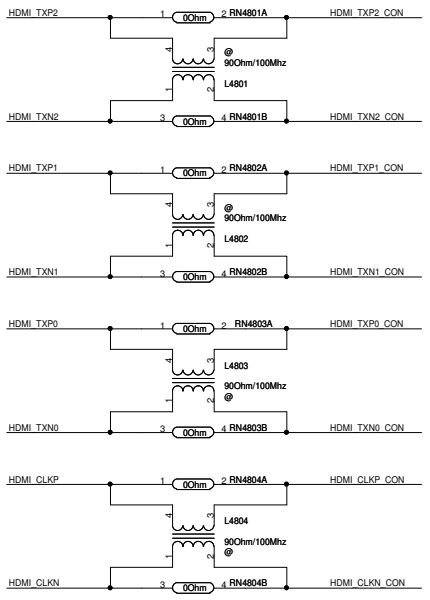 HDMI_TXP2 1 0Ohm 2 RN4801A HDMI_TXP2_CON
4 3 @
90Ohm/100Mhz
1 2 L4801
HDMI_TXN2 3 0Ohm 4 RN4801B HDMI_TXN2_CON
HDMI_TXP1 1 0Ohm 2 RN4802A HDMI_TXP1_CON
4 3 @
90Ohm/100Mhz
1 2 L4802
HDMI_TXN1 3 0Ohm 4 RN4802B HDMI_TXN1_CON
HDMI_TXP0 1 0Ohm 2 RN4803A HDMI_TXP0_CON
4 3 L4803
90Ohm/100Mhz
1 2 @
HDMI_TXN0 3 0Ohm 4 RN4803B HDMI_TXN0_CON
HDMI_CLKP 1 0Ohm 2 RN4804A HDMI_CLKP_CON
4 3 L4804
90Ohm/100Mhz
1 2 @
HDMI_CLKN 3 0Ohm 4 RN4804B HDMI_CLKN_CON